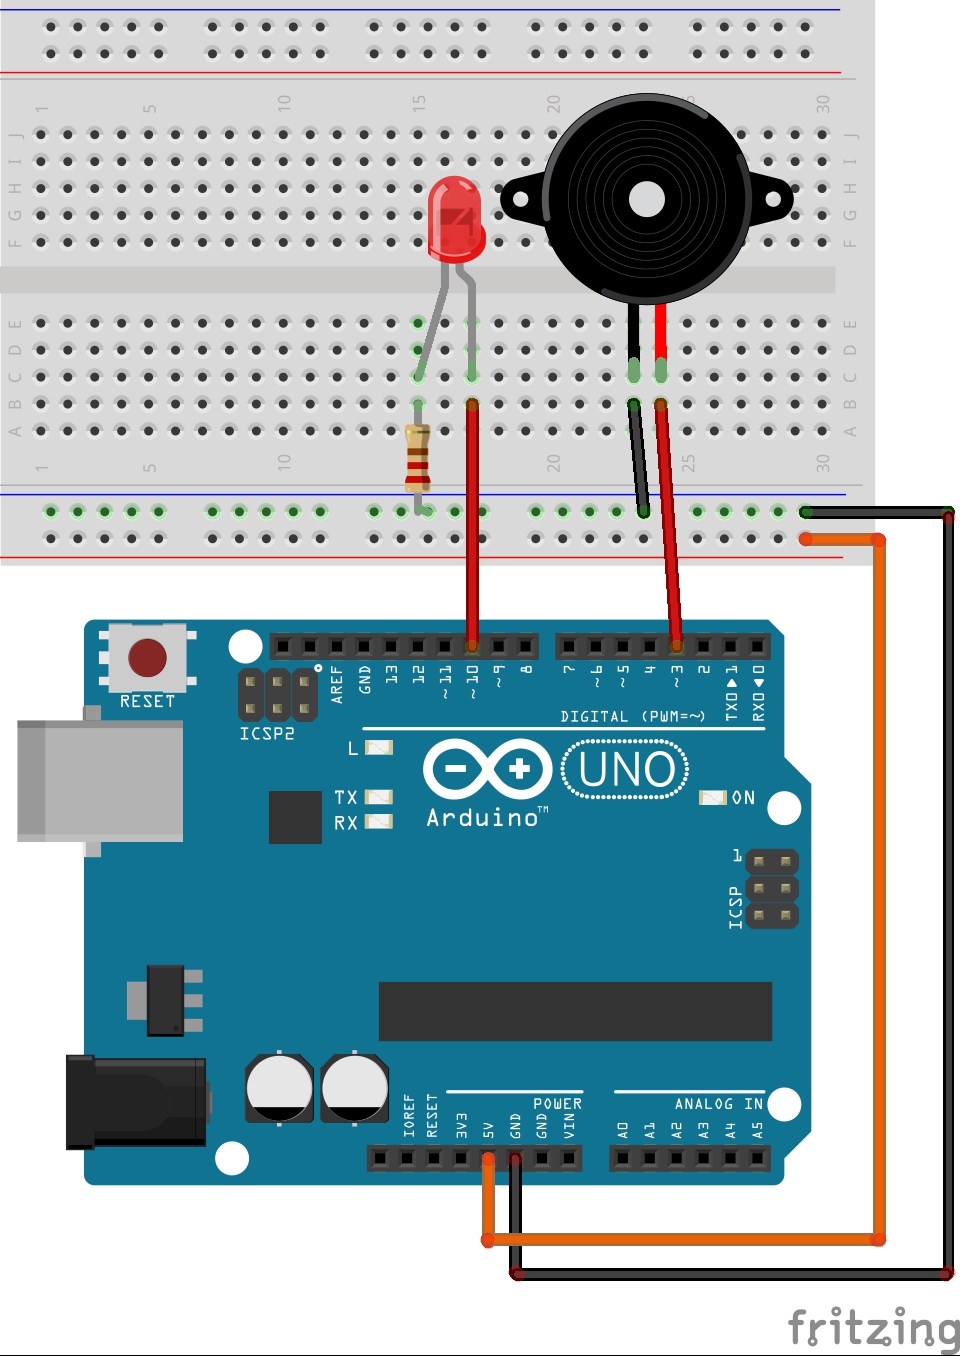 1 5 10 15 20 5 30
J J
I I
H H
G G
F F
E E
D D
C C
B B
A A
1 5 10 15 20 25 30
RESET
ICSP2
AREF
GND
13
12
~11
~10
~9
8
7
~6
~5
4
~3
2
TX0▶1
RX0◀0
DIGITAL (PWM=~)
L
TX
RX
Arduino™
UNO
ON
1
ICSP
IOREF
RESET
3V3
5V
GND
GND
VIN
POWER
A0
A1
A2
A3
A4
A5
ANALOG IN
fritzing